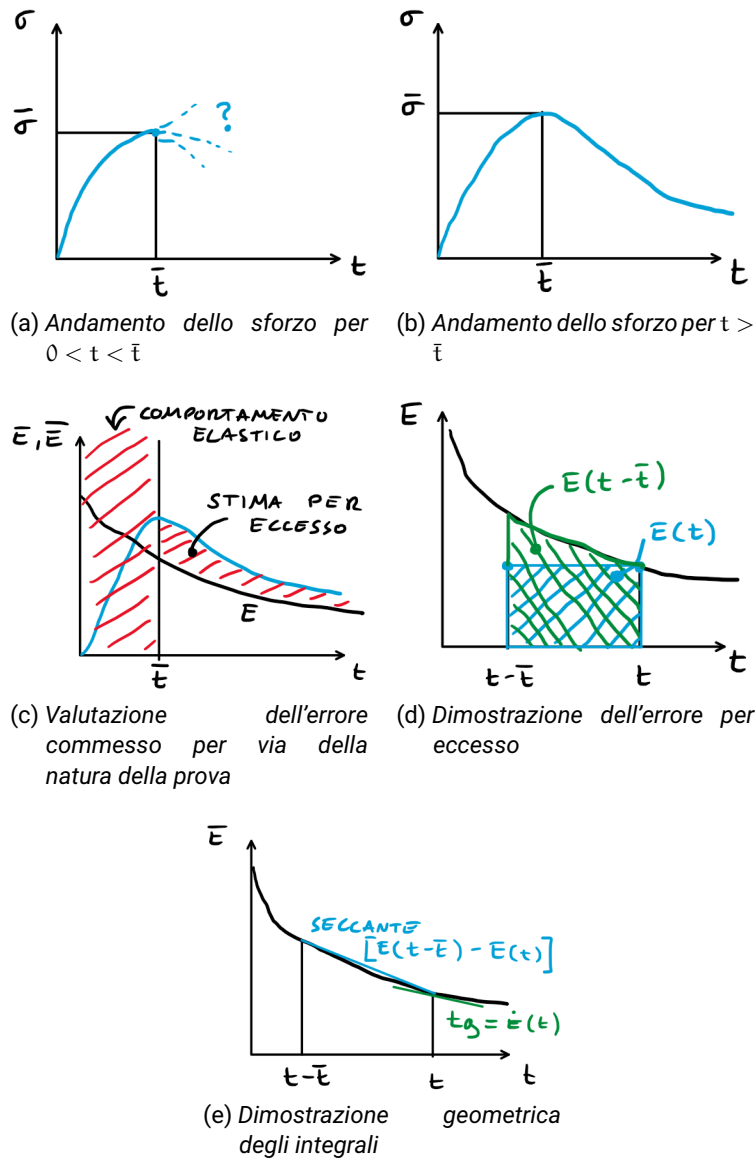 σ
σ̄
?
t̄
t
(a) Andamento dello sforzo per
0 < t < t̄
σ
σ̄
t̄
t
(b) Andamento dello sforzo per t >
t̄
COMPORTAMENTO
ELASTICO
E, Ē
STIMA PER
ECCESSO
E
t̄
t
(c) Valutazione dell'errore
commesso per via della
natura della prova
E
E(t-t̄)
E(t)
t-t̄
t
t
(d) Dimostrazione dell'errore per
eccesso
Ē
SECCANTE
[E(t-t̄) - E(t)]
tg = Ė(t)
t-t̄
t
t
(e) Dimostrazione geometrica
degli integrali